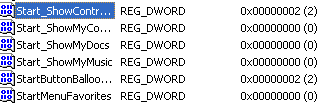 Start_ShowContr... REG_DWORD 0x00000002 (2)
Start_ShowMyCo... REG_DWORD 0x00000000 (0)
Start_ShowMyDocs REG_DWORD 0x00000000 (0)
Start_ShowMyMusic REG_DWORD 0x00000000 (0)
StartButtonBalloo... REG_DWORD 0x00000002 (2)
StartMenuFavorites REG_DWORD 0x00000000 (0)